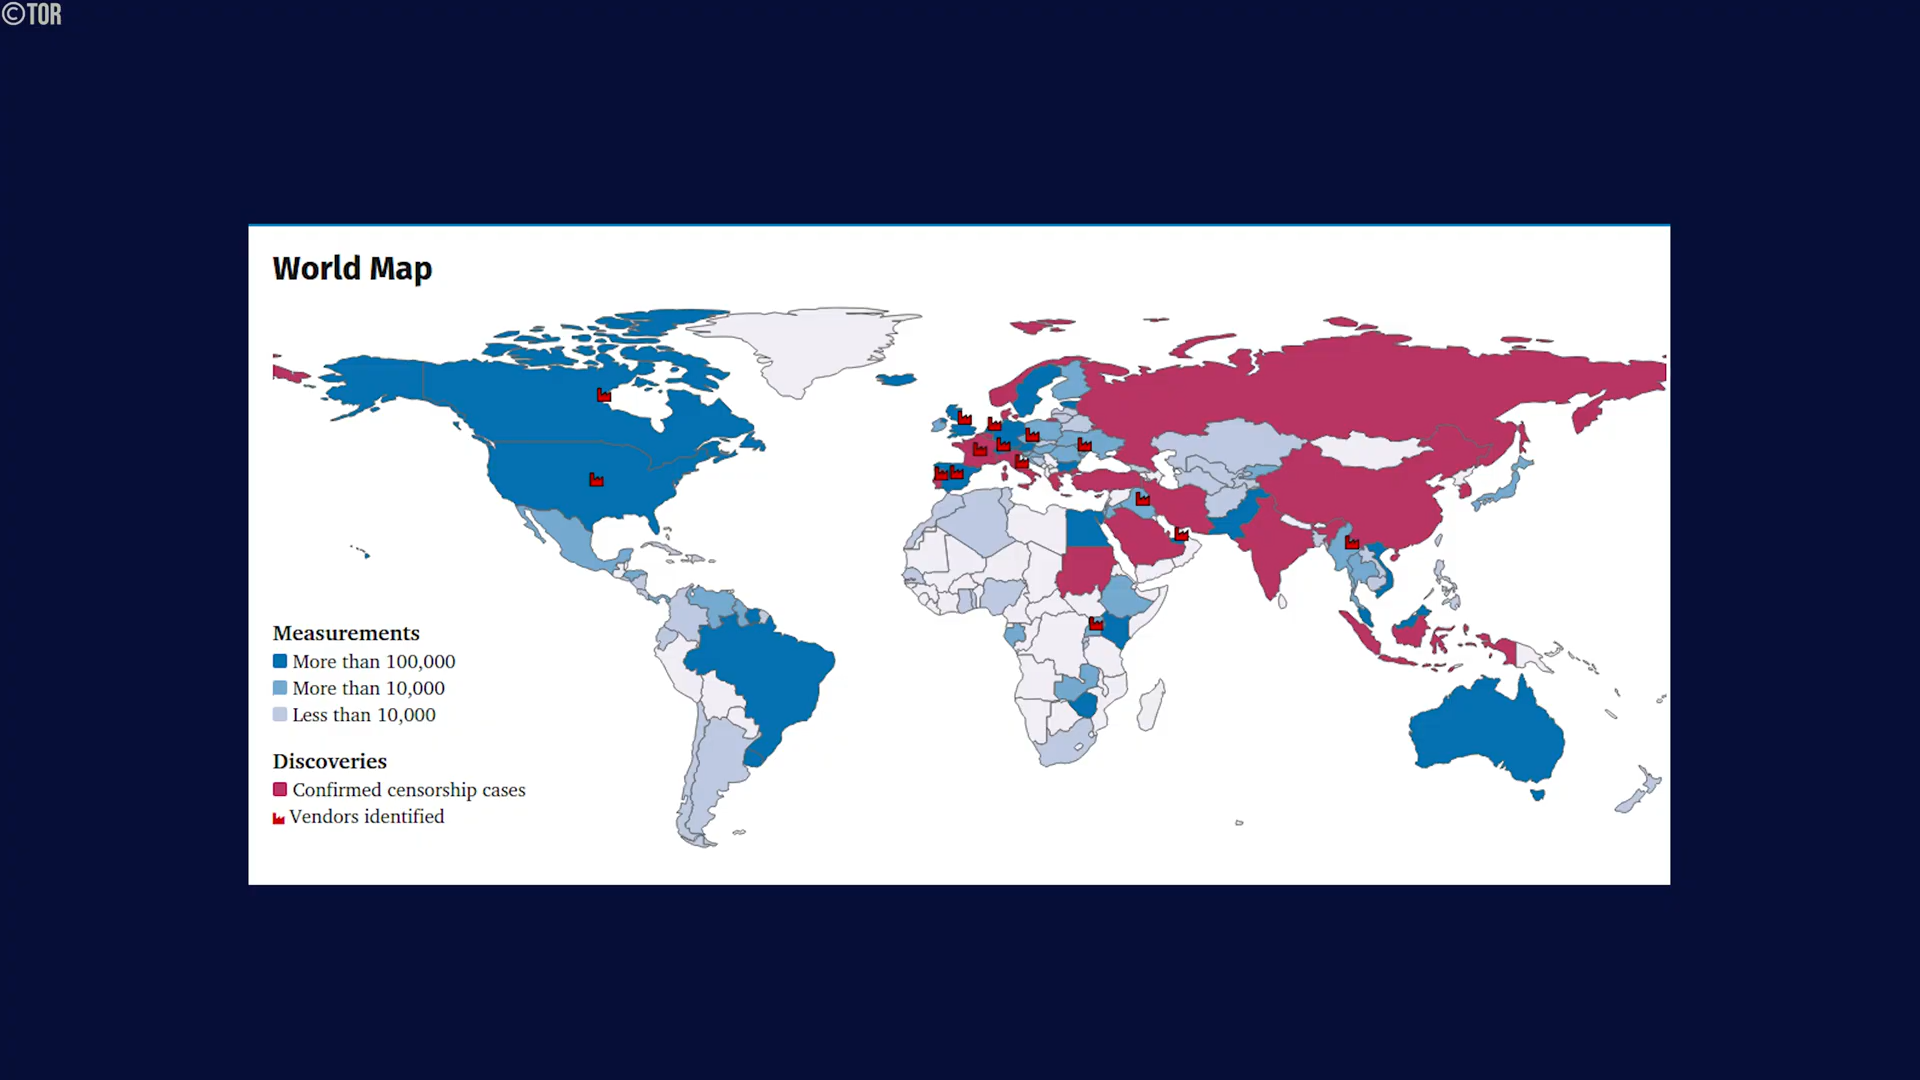 ©TOR
World Map
Measurements
More than 100,000
More than 10,000
Less than 10,000
Discoveries
Confirmed censorship cases
Vendors identified